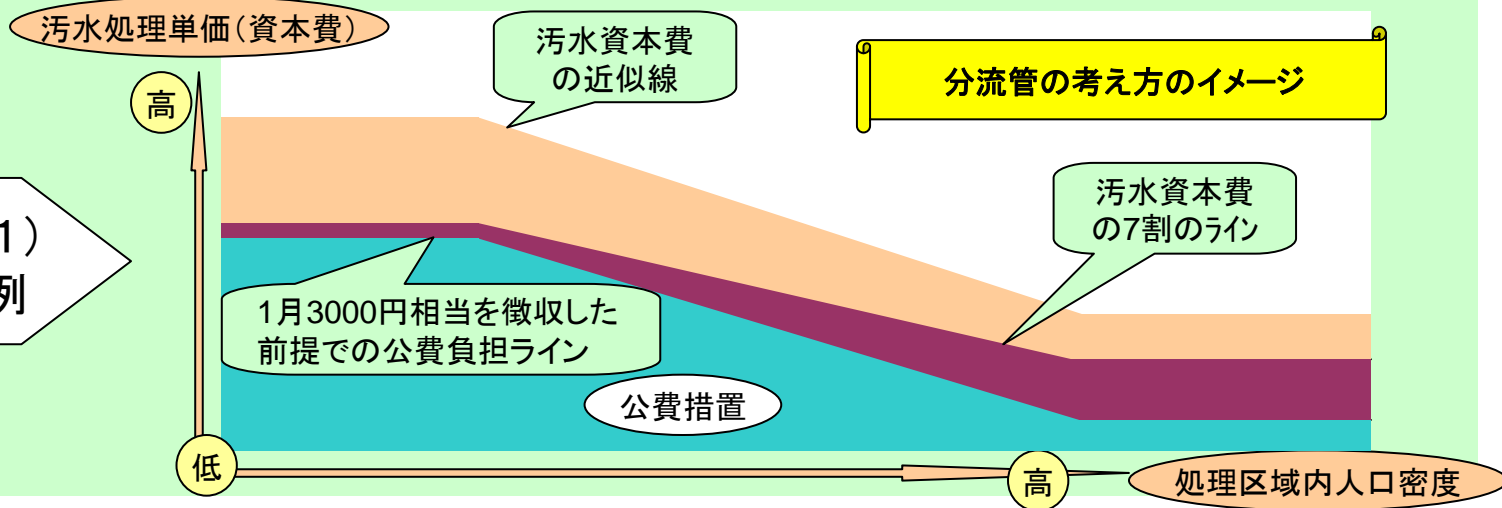 汚水処理単価（資本費）
高
汚水資本費
の近似線
分流管の考え方のイメージ
汚水資本費
の7割のライン
1）
列
1月3000円相当を徴収した
前提での公費負担ライン
公費措置
低
高
処理区域内人口密度